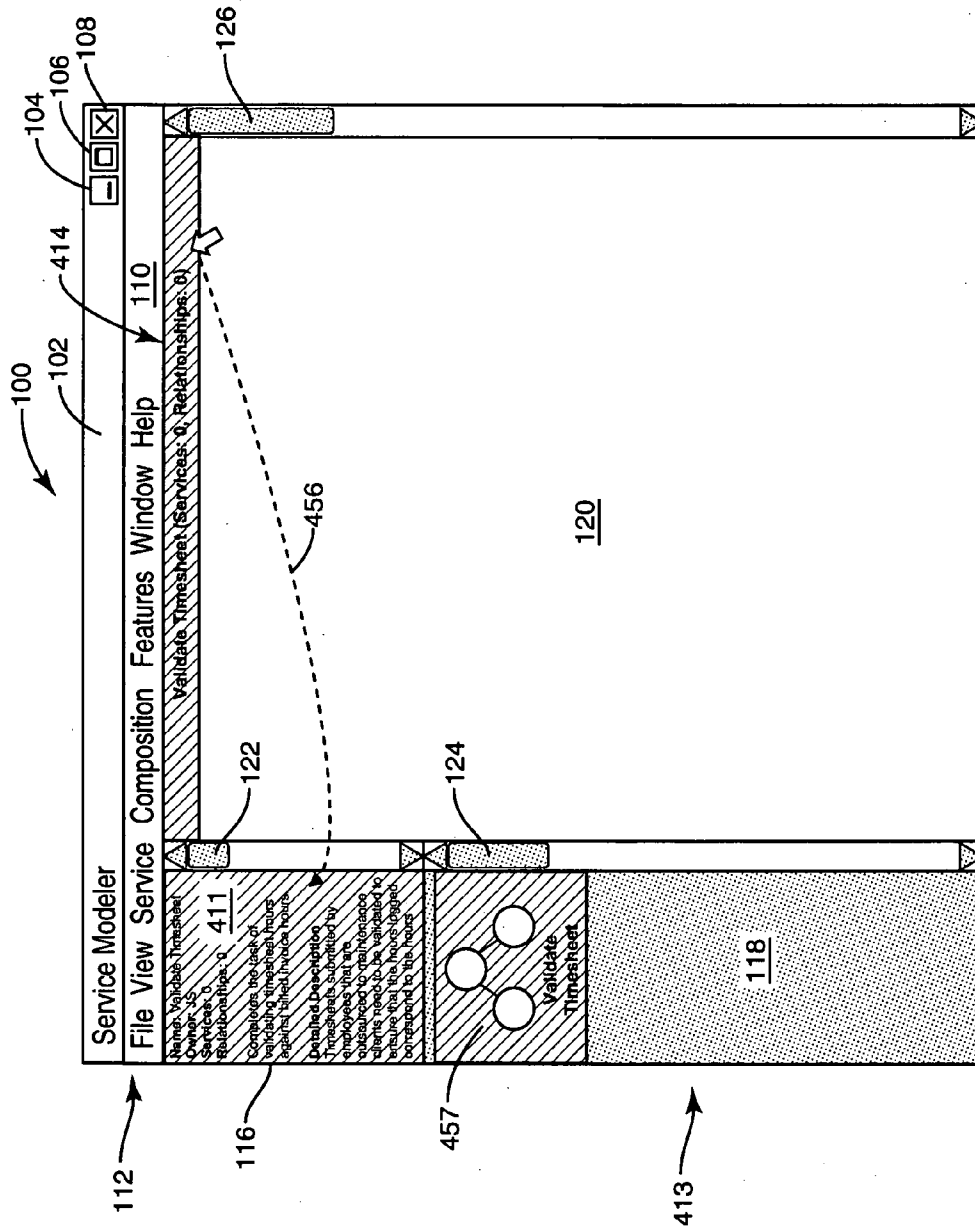 100
102
104
106
108
Service Modeler
112
File View Service Composition Features Window Help
110
414
Validate Timesheet (Services: 0, Relationships: 0)
126
116
Name: Validate Timesheet
Owner: JS
Services: 0
Relationships: 0
411
Completes the task of
validating timesheet hours
against billed invoice hours
Detailed Description
Timesheets submitted by
employees that are
outsourced to maintenance
clients need to be validated to
ensure that the hours logged
correspond to the hours
122
456
120
124
457
Validate
Timesheet
118
413